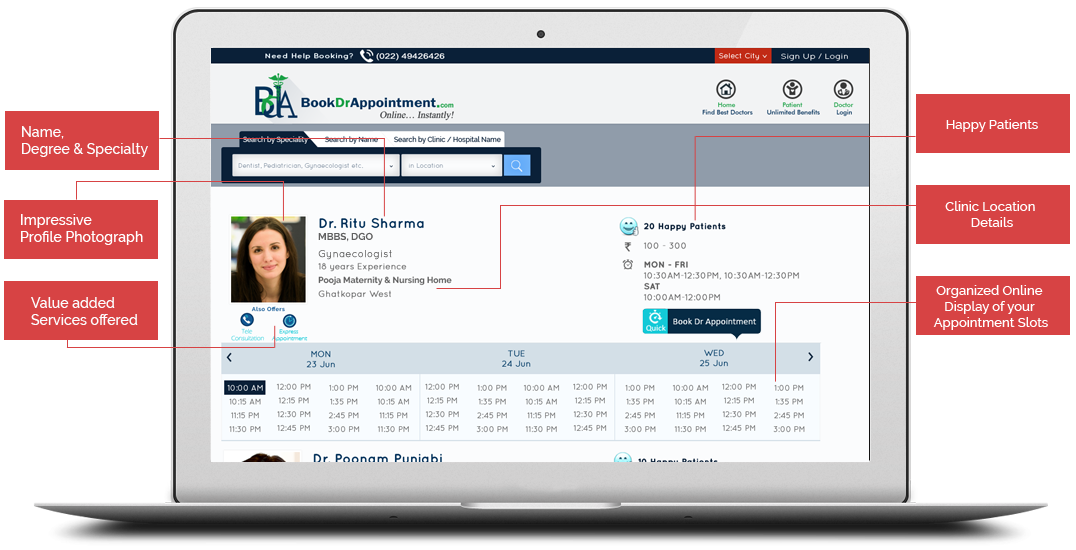 Need Help Booking? (022) 49426426
Select City
Sign Up / Login
BdA
BookDrAppointment.com
Online... Instantly!
Home
Find Best Doctors
Patient
Unlimited Benefits
Doctor
Login
Name,
Degree & Specialty
Impressive
Profile Photograph
Value added
Services offered
Happy Patients
Clinic Location
Details
Organized Online
Display of your
Appointment Slots
Search by Speciality
Search by Name
Search by Clinic / Hospital Name
Dentist, Pediatrician, Gynaecologist etc.
in Location
Dr. Ritu Sharma
MBBS, DGO
Gynaecologist
18 years Experience
Pooja Maternity & Nursing Home
Ghatkopar West
20 Happy Patients
₹ 100 - 300
MON - FRI
10:30AM-12:30PM, 10:30AM-12:30PM
SAT
10:00AM-12:00PM
Quick
Book Dr Appointment
Also Offers
Tele
Consultation
Express
Appointment
MON
23 Jun
TUE
24 Jun
WED
25 Jun
10:00 AM 12:00 PM 1:00 PM 10:00 AM 12:00 PM 1:00 PM 10:00 AM 12:00 PM 1:00 PM 10:00 AM 12:00 PM 1:00 PM
10:15 AM 12:15 PM 1:35 PM 10:15 AM 12:15 PM 1:35 PM 10:15 AM 12:15 PM 1:35 PM 10:15 AM 12:15 PM 1:35 PM
11:15 PM 12:30 PM 2:45 PM 11:15 PM 12:30 PM 2:45 PM 11:15 PM 12:30 PM 2:45 PM 11:15 PM 12:30 PM 2:45 PM
11:30 PM 12:45 PM 3:00 PM 11:30 PM 12:45 PM 3:00 PM 11:30 PM 12:45 PM 3:00 PM 11:30 PM 12:45 PM 3:00 PM
Dr. Poonam Punjabi
10 Happy Patients